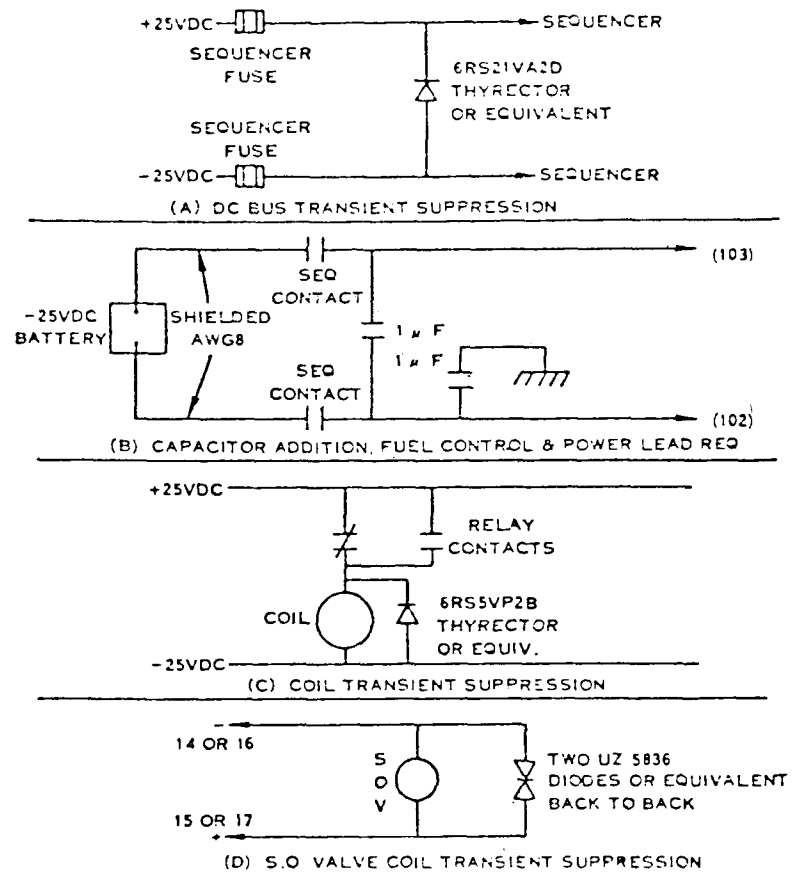 +25VDC
SEQUENCER
SEQUENCER
FUSE
6RS21VA2D
THYRECTOR
OR EQUIVALENT
SEQUENCER
FUSE
-25VDC
SEQUENCER
(A) DC BUS TRANSIENT SUPPRESSION
(103)
SEQ
CONTACT
-25VDC
BATTERY
SHIELDED
AWG8
1 μ F
1 μ F
SEQ
CONTACT
(102)
(B) CAPACITOR ADDITION, FUEL CONTROL & POWER LEAD REQ
+25VDC
RELAY
CONTACTS
COIL
6RS5VP2B
THYRECTOR
OR EQUIV.
-25VDC
(C) COIL TRANSIENT SUPPRESSION
-
14 OR 16
S
O
V
TWO UZ 5836
DIODES OR EQUIVALENT
BACK TO BACK
15 OR 17
+
(D) S.O VALVE COIL TRANSIENT SUPPRESSION